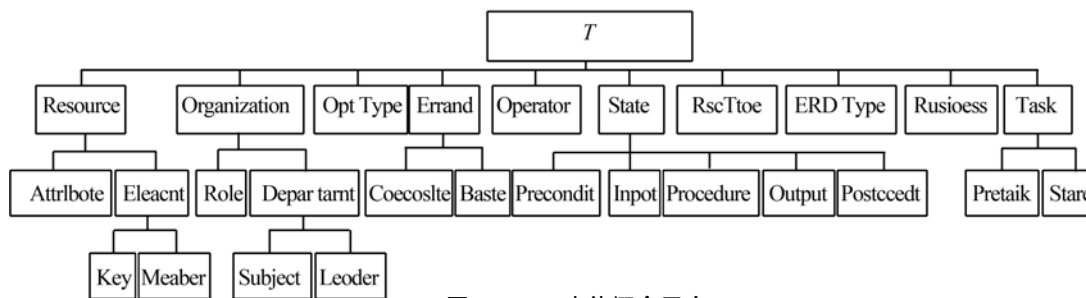 T
Resource Organization Opt Type Errand Operator State RscTtoe ERD Type Rusioess Task
Attrlbote Eleacnt Role Depar tarnt Coecoslte Baste Precondit Inpot Procedure Output Postccedt Pretaik Stard
Key Meaber Subject Leoder